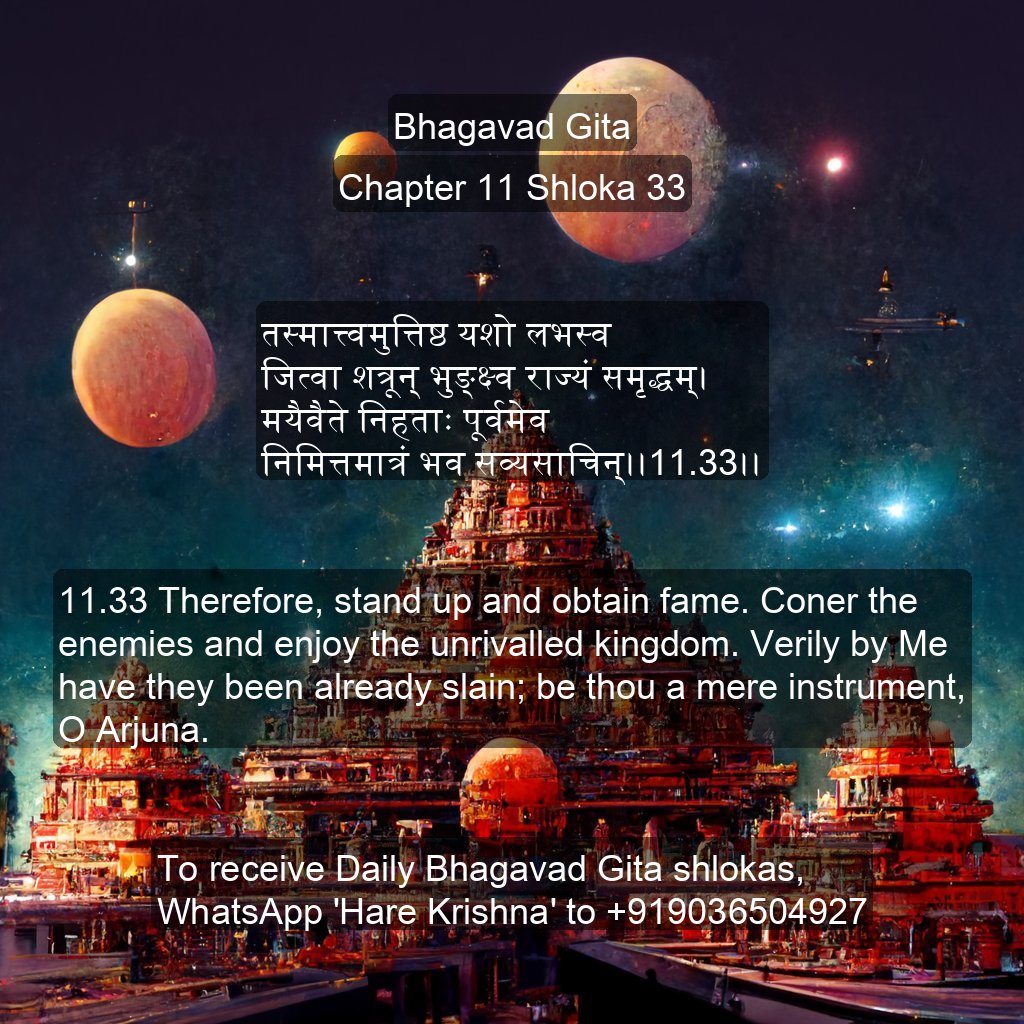 Bhagavad Gita
Chapter 11 Shloka 33
तस्मात्त्वमुत्तिष्ठ यशो लभस्व
जित्वा शत्रून् भुङ्क्ष्व राज्यं समृद्धम्।
मयैवैते निहताः पूर्वमेव
निमित्तमात्रं भव सव्यसाचिन्।।11.33।।
11.33 Therefore, stand up and obtain fame. Coner the
enemies and enjoy the unrivalled kingdom. Verily by Me
have they been already slain; be thou a mere instrument,
O Arjuna.
To receive Daily Bhagavad Gita shlokas,
WhatsApp 'Hare Krishna' to +919036504927